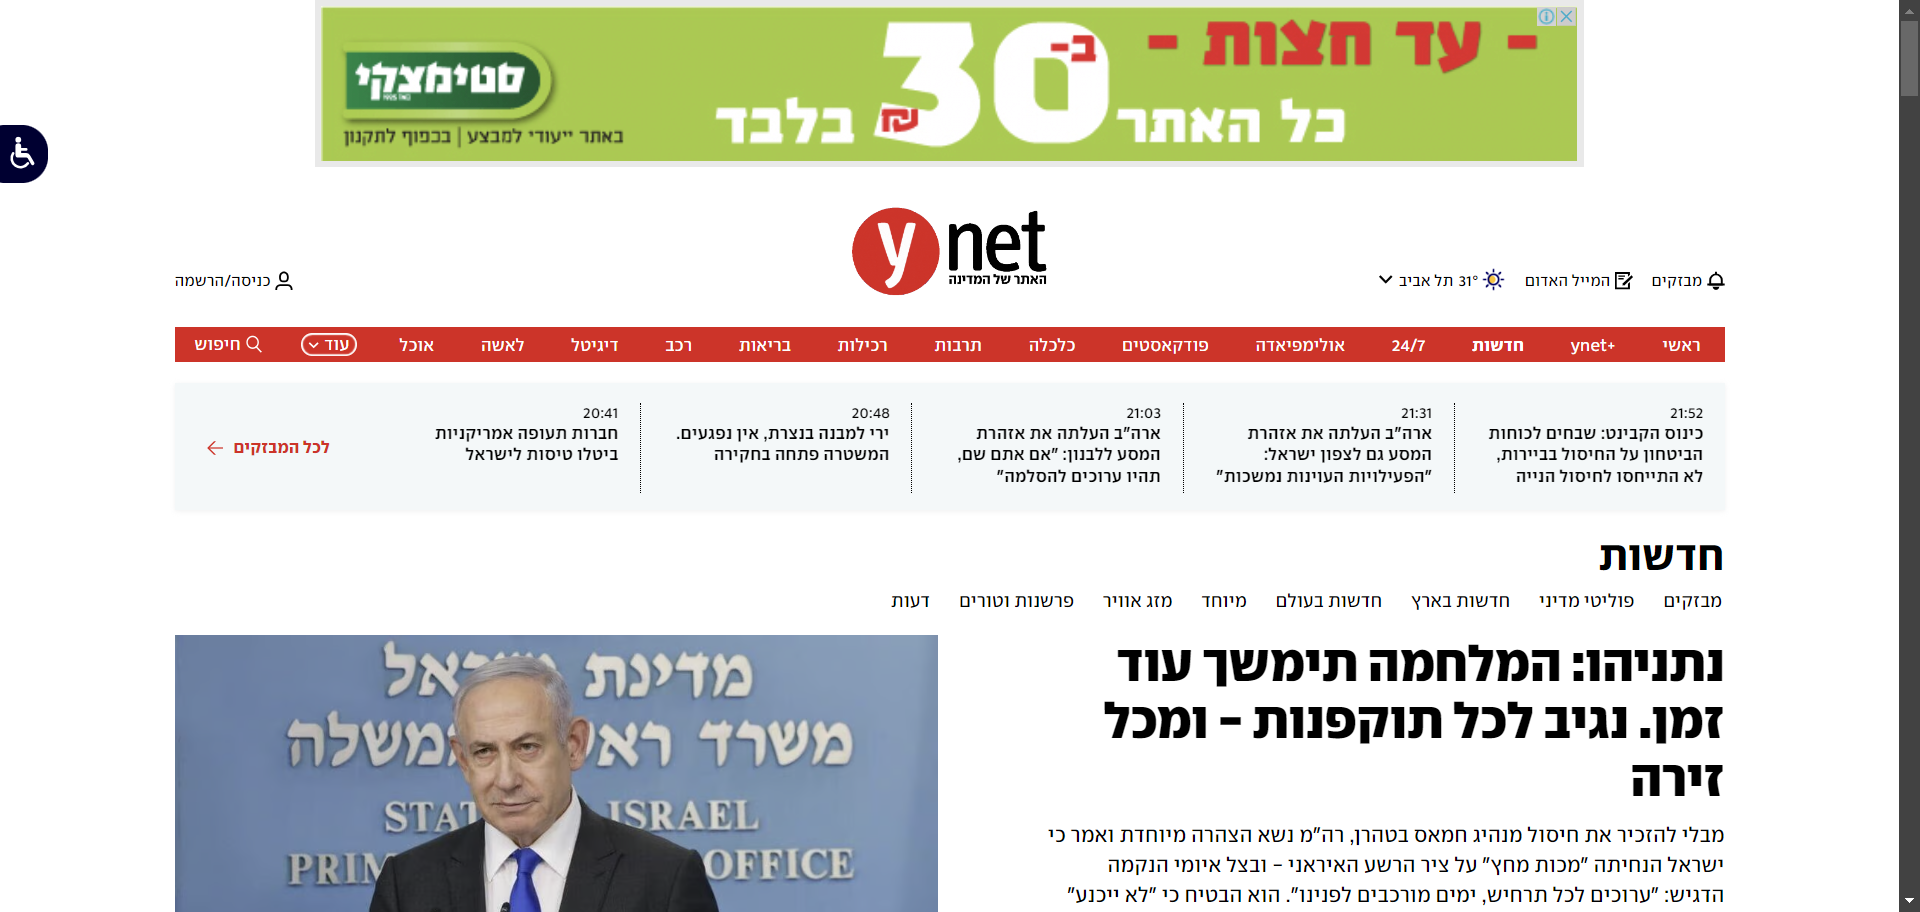 - עד חצות -
כל האתר ב-30 ₪ בלבד
סטימצקי
מאז 1925
באתר ייעודי למבצע | בכפוף לתקנון
ynet
האתר של המדינה
מבזקים
המייל האדום
31° תל אביב
כניסה/הרשמה
ראשי ynet+ חדשות 24/7 אולימפיאדה פודקאסטים כלכלה תרבות רכילות בריאות רכב דיגיטל לאשה אוכל עוד חיפוש
21:52
כינוס הקבינט: שבחים לכוחות
הביטחון על החיסול בביירות,
לא התייחסו לחיסול הנייה
21:31
ארה"ב העלתה את אזהרת
המסע גם לצפון ישראל:
"הפעילויות העוינות נמשכות"
21:03
ארה"ב העלתה את אזהרת
המסע ללבנון: "אם אתם שם,
תהיו ערוכים להסלמה"
20:48
ירי למבנה בנצרת, אין נפגעים.
המשטרה פתחה בחקירה
20:41
חברות תעופה אמריקניות
ביטלו טיסות לישראל
לכל המבזקים
חדשות
מבזקים פוליטי מדיני חדשות בארץ חדשות בעולם מיוחד מזג אוויר פרשנות וטורים דעות
נתניהו: המלחמה תימשך עוד
זמן. נגיב לכל תוקפנות - ומכל
זירה
מבלי להזכיר את חיסול מנהיג חמאס בטהרן, רה"מ נשא הצהרה מיוחדת ואמר כי
ישראל הנחיתה "מכות מחץ" על ציר הרשע האיראני - ובצל איומי הנקמה
הדגיש: "ערוכים לכל תרחיש, ימים מורכבים לפנינו". הוא הבטיח כי "לא ייכנע"
מדינת ישראל
משרד ראש הממשלה
STATE OF ISRAEL
PRIME MINISTER'S OFFICE